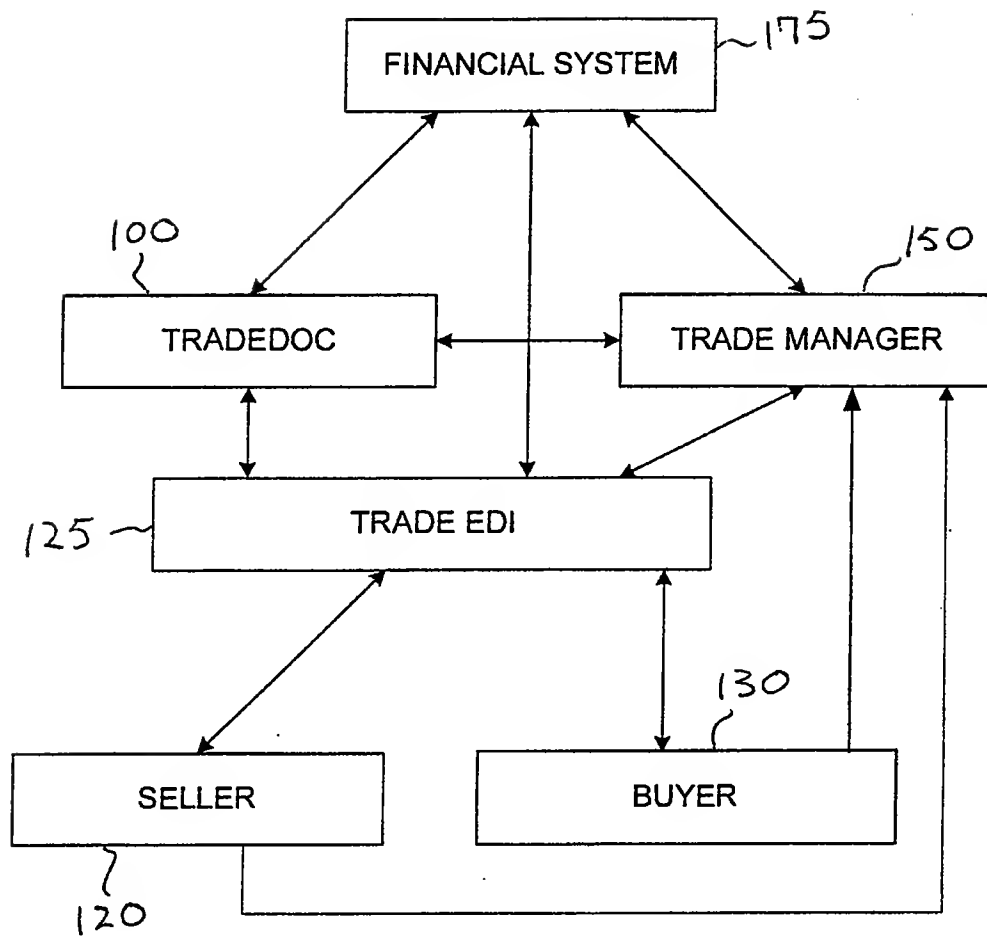 FINANCIAL SYSTEM
175
100
150
TRADEDOC
TRADE MANAGER
TRADE EDI
125
130
SELLER
BUYER
120